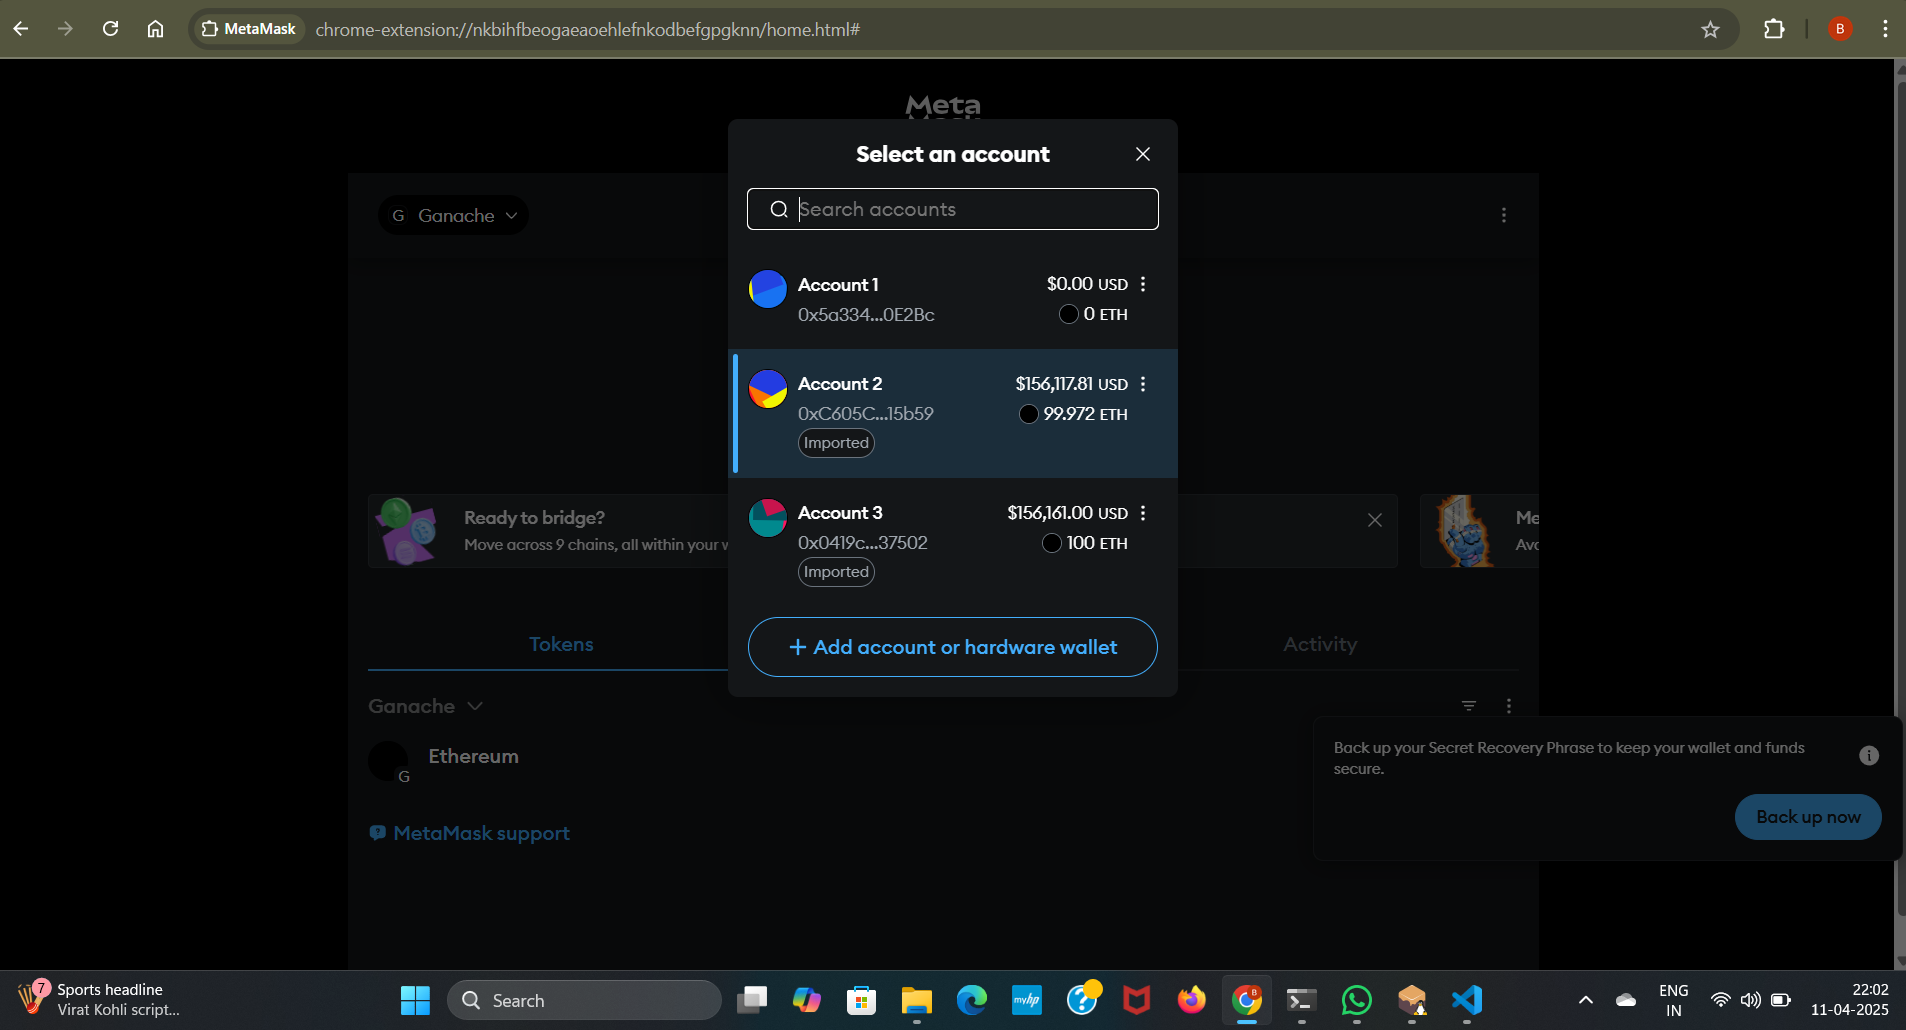 MetaMask
chrome-extension://nkbihfbeogaeaoehlefnkodbefgpgknn/home.html#
B
Meta
Select an account
Search accounts
G Ganache
Account 1
$0.00 USD
0x5a334...0E2Bc
0 ETH
Account 2
$156,117.81 USD
0xC605C...15b59
99.972 ETH
Imported
Account 3
$156,161.00 USD
0x0419c...37502
100 ETH
Imported
+ Add account or hardware wallet
Ready to bridge?
Move across 9 chains, all within your w
Me
Avo
Tokens
Activity
Ganache
Ethereum
G
MetaMask support
Back up your Secret Recovery Phrase to keep your wallet and funds
secure.
Back up now
7
Sports headline
Virat Kohli script...
Search
myhp
B
ENG
IN
22:02
11-04-2025